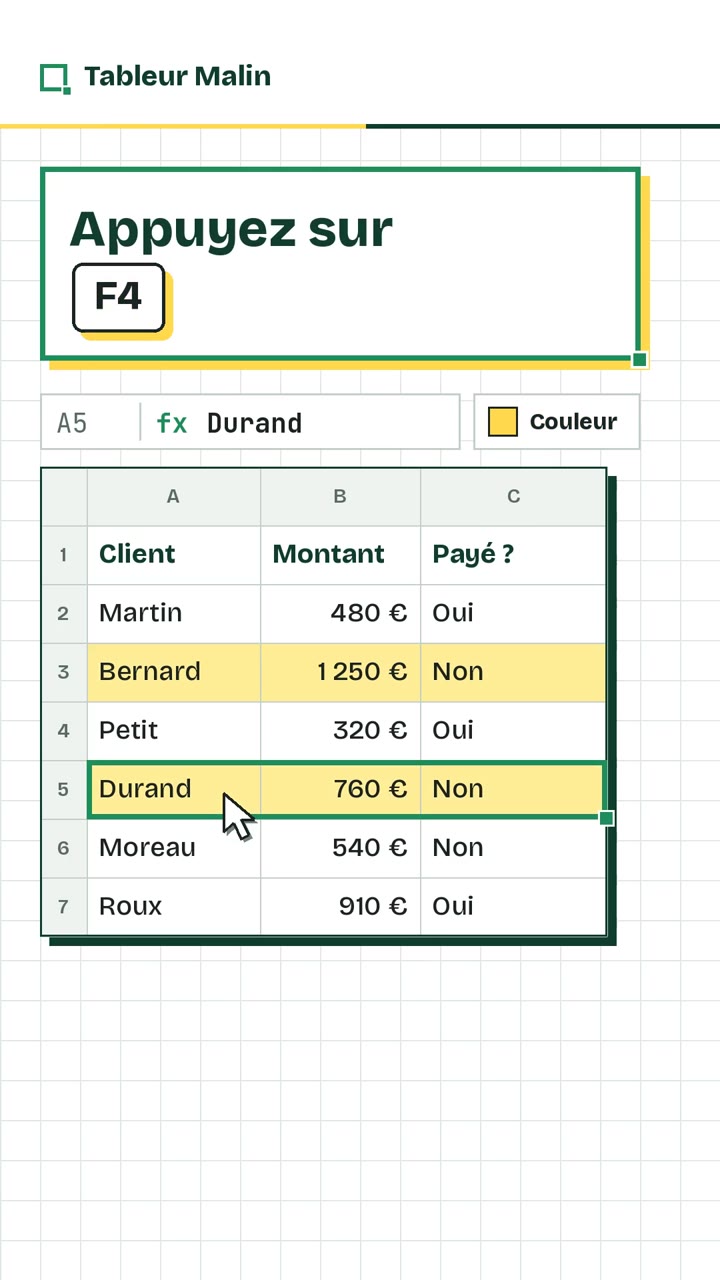 Tableur Malin
Appuyez sur
F4
A5 fx Durand Couleur
A B C
1 Client Montant Payé ?
2 Martin 480 € Oui
3 Bernard 1 250 € Non
4 Petit 320 € Oui
5 Durand 760 € Non
6 Moreau 540 € Non
7 Roux 910 € Oui